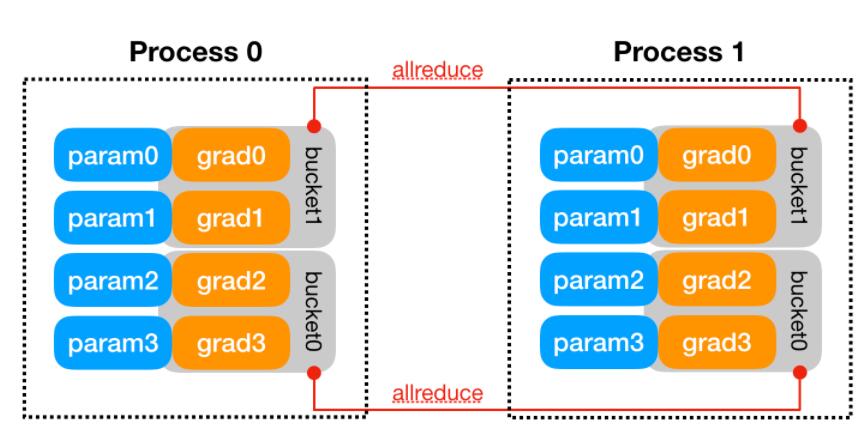 Process 0
Process 1
allreduce
param0 grad0
param1 grad1
bucket1
param2 grad2
param3 grad3
bucket0
param0 grad0
param1 grad1
bucket1
param2 grad2
param3 grad3
bucket0
allreduce